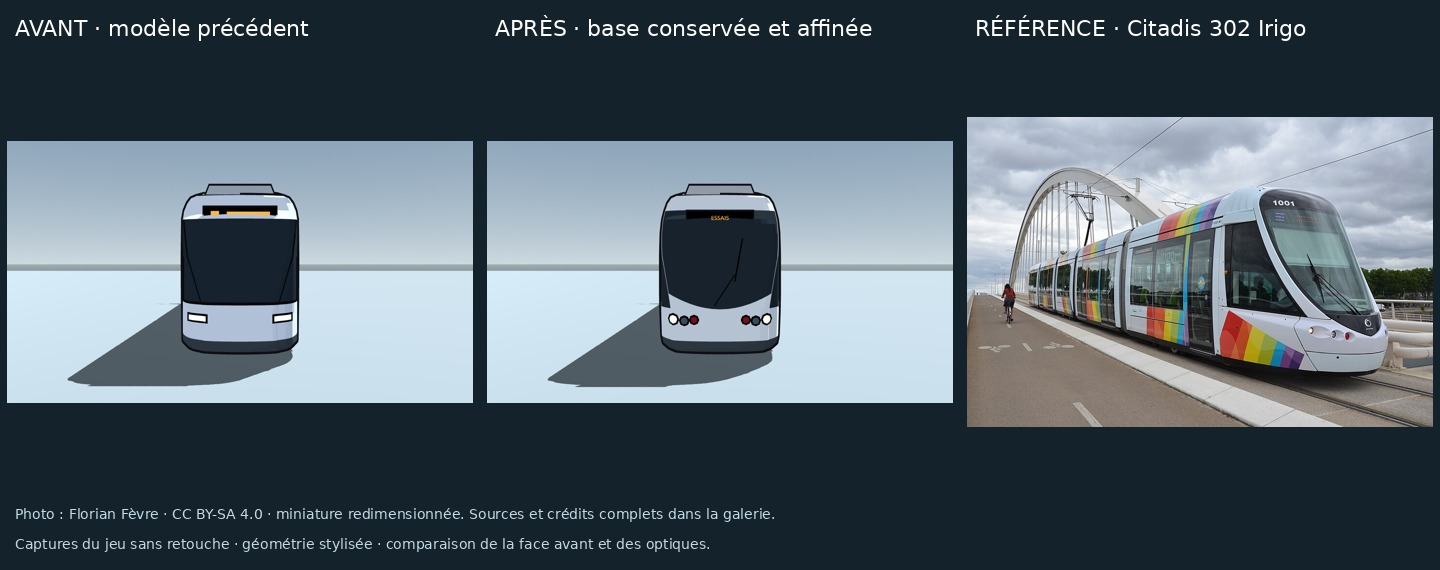 AVANT · modèle précédent
APRÈS · base conservée et affinée
RÉFÉRENCE · Citadis 302 Irigo
ESSAIS
1001
Photo : Florian Fèvre · CC BY-SA 4.0 · miniature redimensionnée. Sources et crédits complets dans la galerie.
Captures du jeu sans retouche · géométrie stylisée · comparaison de la face avant et des optiques.